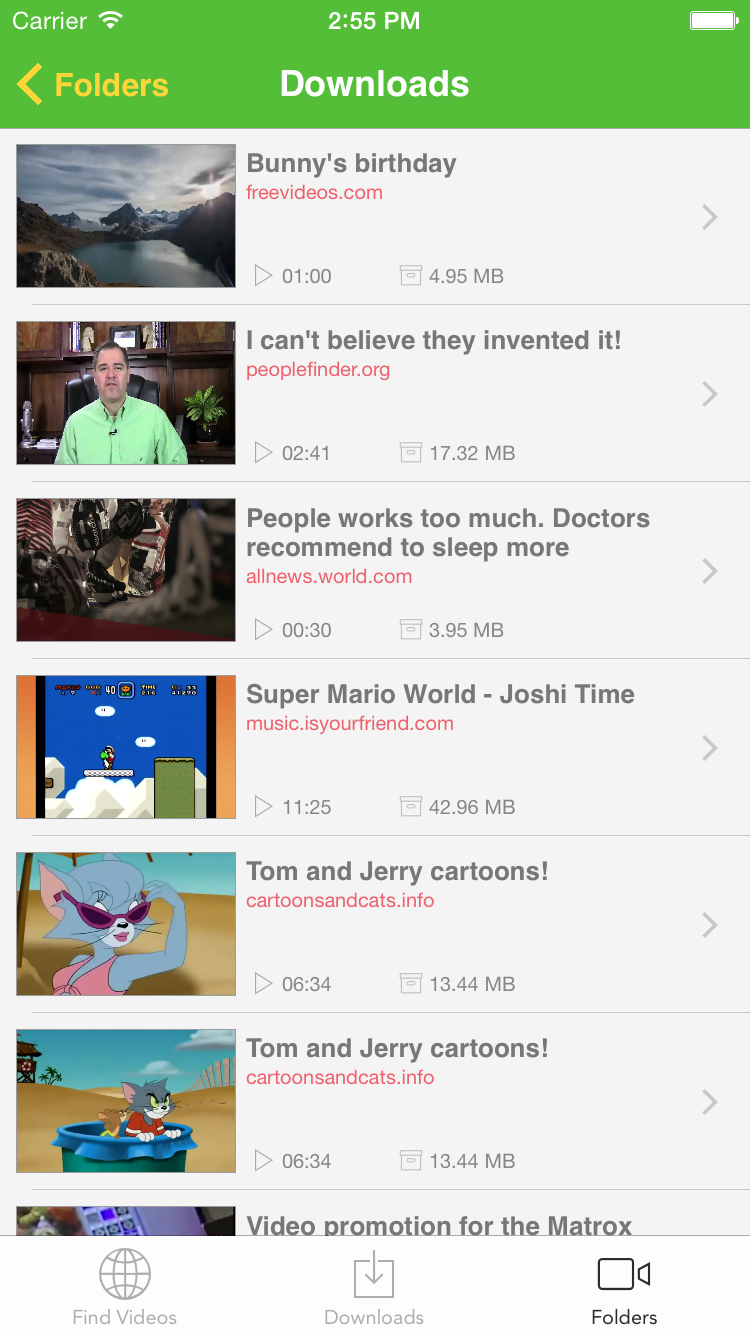 Carrier 2:55 PM
Folders Downloads
Bunny's birthday
freevideos.com
01:00 4.95 MB
I can't believe they invented it!
peoplefinder.org
02:41 17.32 MB
People works too much. Doctors
recommend to sleep more
allnews.world.com
00:30 3.95 MB
Super Mario World - Joshi Time
music.isyourfriend.com
11:25 42.96 MB
Tom and Jerry cartoons!
cartoonsandcats.info
06:34 13.44 MB
Tom and Jerry cartoons!
cartoonsandcats.info
06:34 13.44 MB
Video promotion for the Matrox
Find Videos Downloads Folders